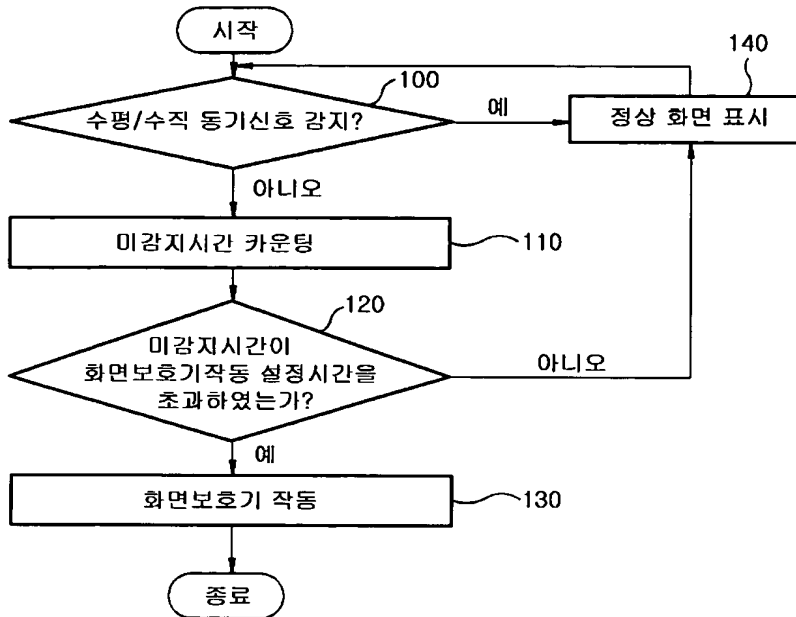 시작
140
100
수평/수직 동기신호 감지?
예
정상 화면 표시
아니오
미감지시간 카운팅
110
120
미감지시간이
화면보호기작동 설정시간을
초과하였는가?
아니오
예
화면보호기 작동
130
종료